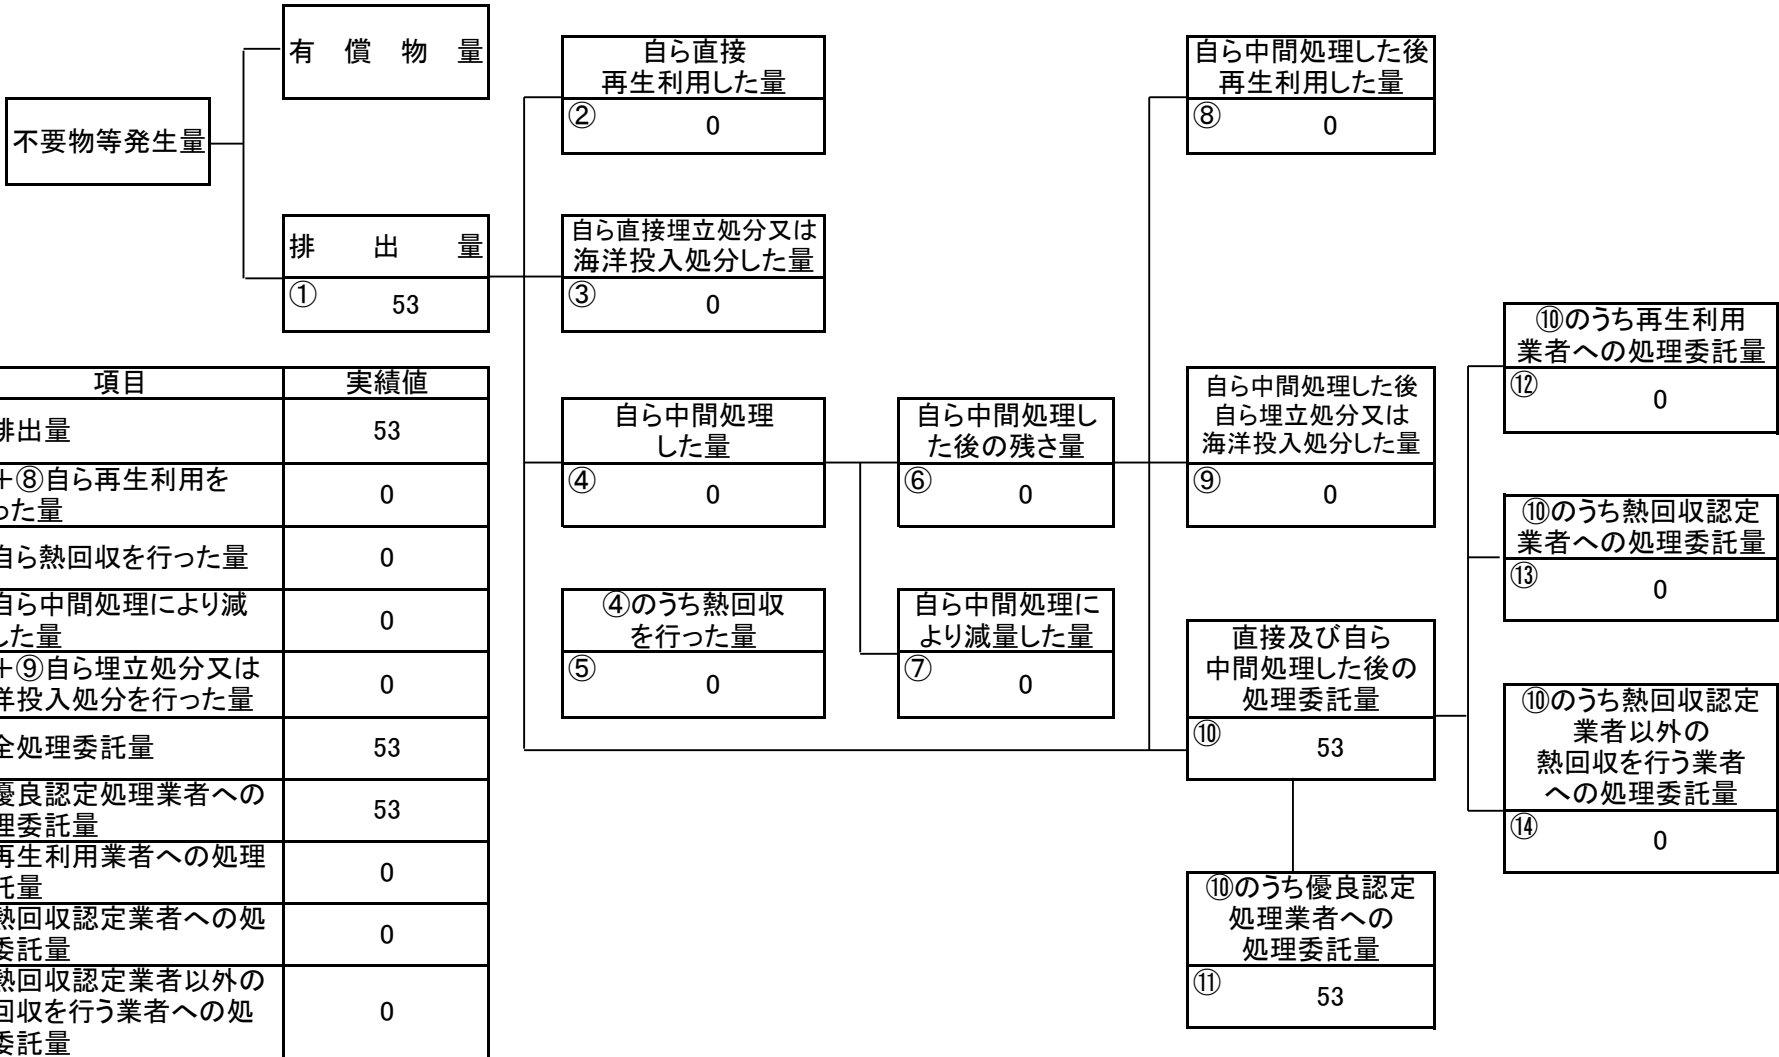 有償物量
不要物等発生量
排出量
①
53
自ら直接
再生利用した量
②
0
自ら直接埋立処分又は
海洋投入処分した量
③
0
自ら中間処理
した量
④
0
④のうち熱回収
を行った量
⑤
0
自ら中間処理し
た後の残さ量
⑥
0
自ら中間処理に
より減量した量
⑦
0
自ら中間処理した後
再生利用した量
⑧
0
自ら中間処理した後
自ら埋立処分又は
海洋投入処分した量
⑨
0
直接及び自ら
中間処理した後の
処理委託量
⑩
53
⑩のうち優良認定
処理業者への
処理委託量
⑪
53
⑩のうち再生利用
業者への処理委託量
⑫
0
⑩のうち熱回収認定
業者への処理委託量
⑬
0
⑩のうち熱回収認定
業者以外の
熱回収を行う業者
への処理委託量
⑭
0
項目 実績値
排出量 53
+⑧自ら再生利用を
った量
0
自ら熱回収を行った量 0
自ら中間処理により減
した量
0
+⑨自ら埋立処分又は
洋投入処分を行った量
0
全処理委託量 53
優良認定処理業者への
理委託量
53
再生利用業者への処理
託量
0
熱回収認定業者への処
委託量
0
熱回収認定業者以外の
回収を行う業者への処
委託量
0